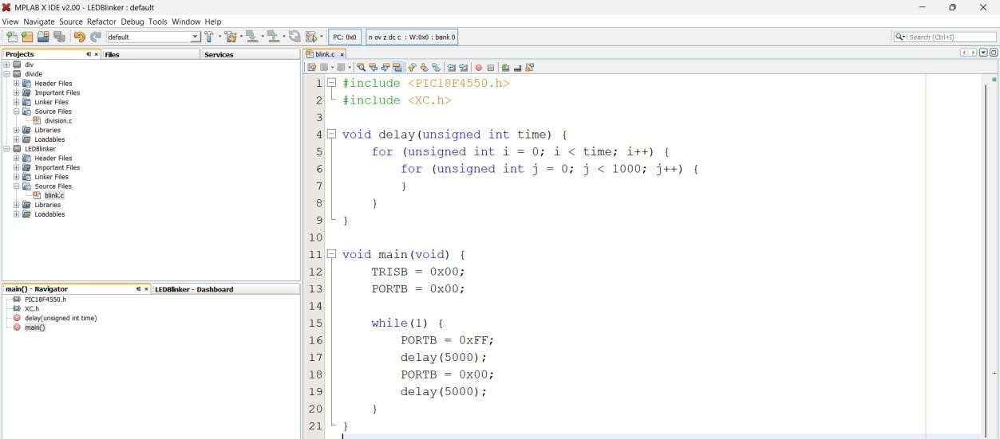 MPLAB X IDE v2.00 - LEDBlinker : default
View Navigate Source Refactor Debug Tools Window Help
default PC: 0x0 n ov z dc c : W:0x0 : bank 0 Search (Ctrl+I)
Projects Files Services
div
divide
Header Files
Important Files
Linker Files
Source Files
division.c
Libraries
Loadables
LEDBlinker
Header Files
Important Files
Linker Files
Source Files
blink.c
Libraries
Loadables
main() - Navigator LEDBlinker - Dashboard
PIC18F4550.h
XC.h
delay(unsigned int time)
main()
blink.c
1 #include <PIC18F4550.h>
2 #include <XC.h>
3
4 void delay(unsigned int time) {
5 for (unsigned int i = 0; i < time; i++) {
6 for (unsigned int j = 0; j < 1000; j++) {
7 }
8 }
9 }
10
11 void main(void) {
12 TRISB = 0x00;
13 PORTB = 0x00;
14
15 while(1) {
16 PORTB = 0xFF;
17 delay(5000);
18 PORTB = 0x00;
19 delay(5000);
20 }
21 }